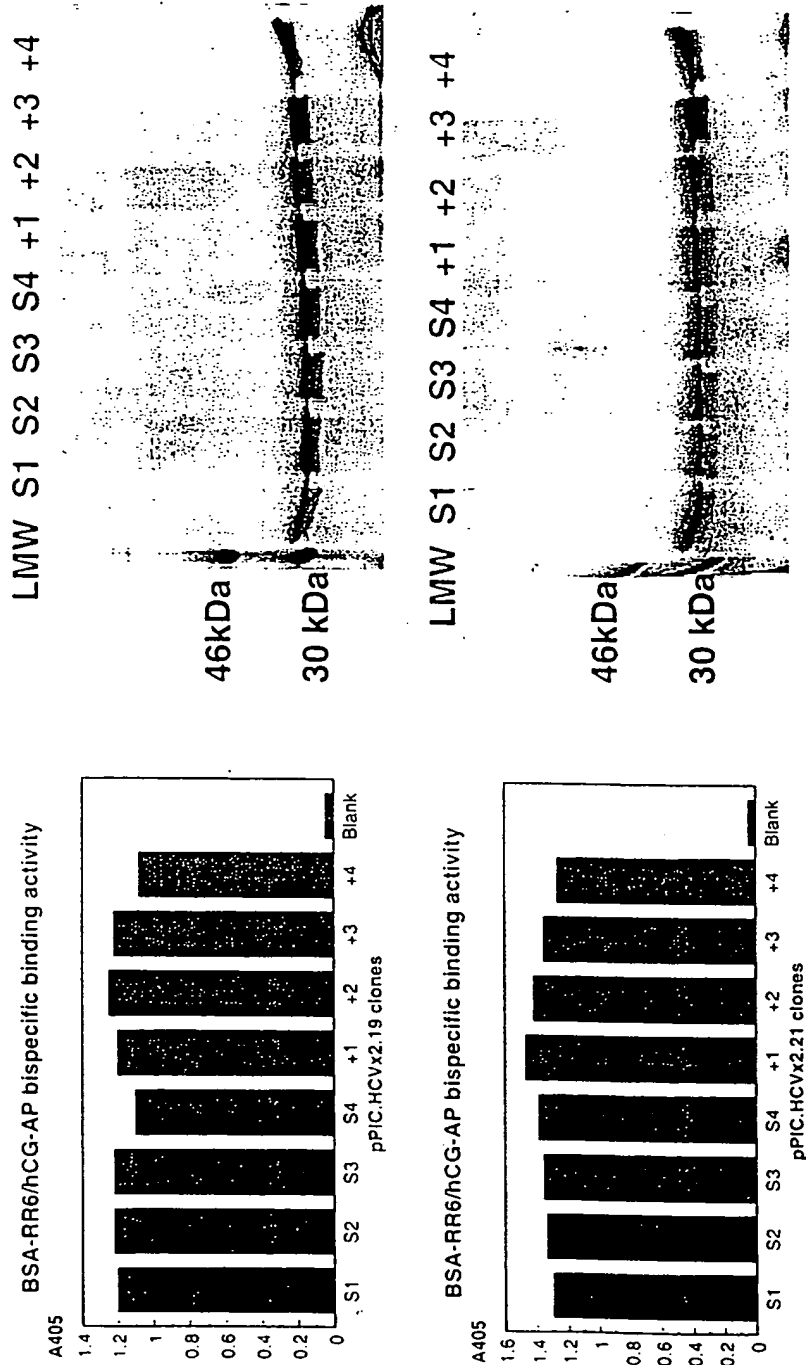 BSA-RR6/hCG-AP bispecific binding activity
A405
1.4
1.2
1
0.8
0.6
0.4
0.2
0
S1 S2 S3 S4 +1 +2 +3 +4 Blank
pPIC.HCVx2.19 clones
LMW S1 S2 S3 S4 +1 +2 +3 +4
46kDa
30 kDa
BSA-RR6/hCG-AP bispecific binding activity
A405
1.6
1.4
1.2
1
0.8
0.6
0.4
0.2
0
S1 S2 S3 S4 +1 +2 +3 +4 Blank
pPIC.HCVx2.21 clones
LMW S1 S2 S3 S4 +1 +2 +3 +4
46kDa
30 kDa